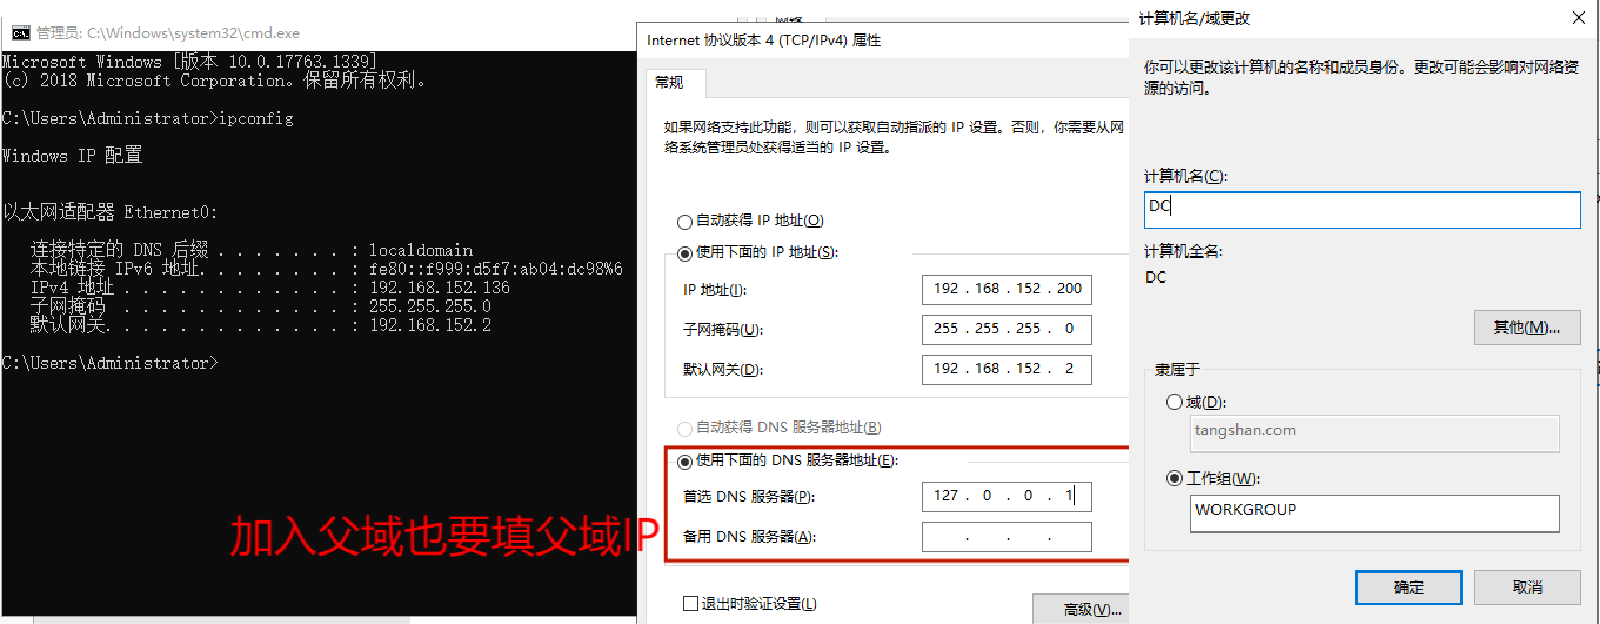 管理员: C:\Windows\system32\cmd.exe
Microsoft Windows [版本 10.0.17763.1339]
(c) 2018 Microsoft Corporation。保留所有权利。
C:\Users\Administrator>ipconfig
Windows IP 配置
以太网适配器 Ethernet0:
连接特定的 DNS 后缀 . . . . . . . : localdomain
本地链接 IPv6 地址. . . . . . . . : fe80::f999:d5f7:ab04:dc98%6
IPv4 地址 . . . . . . . . . . . . : 192.168.152.136
子网掩码 . . . . . . . . . . . . : 255.255.255.0
默认网关. . . . . . . . . . . . . : 192.168.152.2
C:\Users\Administrator>
加入父域也要填父域IP
Internet 协议版本 4 (TCP/IPv4) 属性
常规
如果网络支持此功能，则可以获取自动指派的 IP 设置。否则，你需要从网
络系统管理员处获得适当的 IP 设置。
自动获得 IP 地址(O)
使用下面的 IP 地址(S):
IP 地址(I): 192 . 168 . 152 . 200
子网掩码(U): 255 . 255 . 255 . 0
默认网关(D): 192 . 168 . 152 . 2
自动获得 DNS 服务器地址(B)
使用下面的 DNS 服务器地址(E):
首选 DNS 服务器(P): 127 . 0 . 0 . 1
备用 DNS 服务器(A): . . .
退出时验证设置(L)
高级(V)...
计算机名/域更改
你可以更改该计算机的名称和成员身份。更改可能会影响对网络资
源的访问。
计算机名(C):
DC
计算机全名:
DC
其他(M)...
隶属于
域(D):
tangshan.com
工作组(W):
WORKGROUP
确定 取消